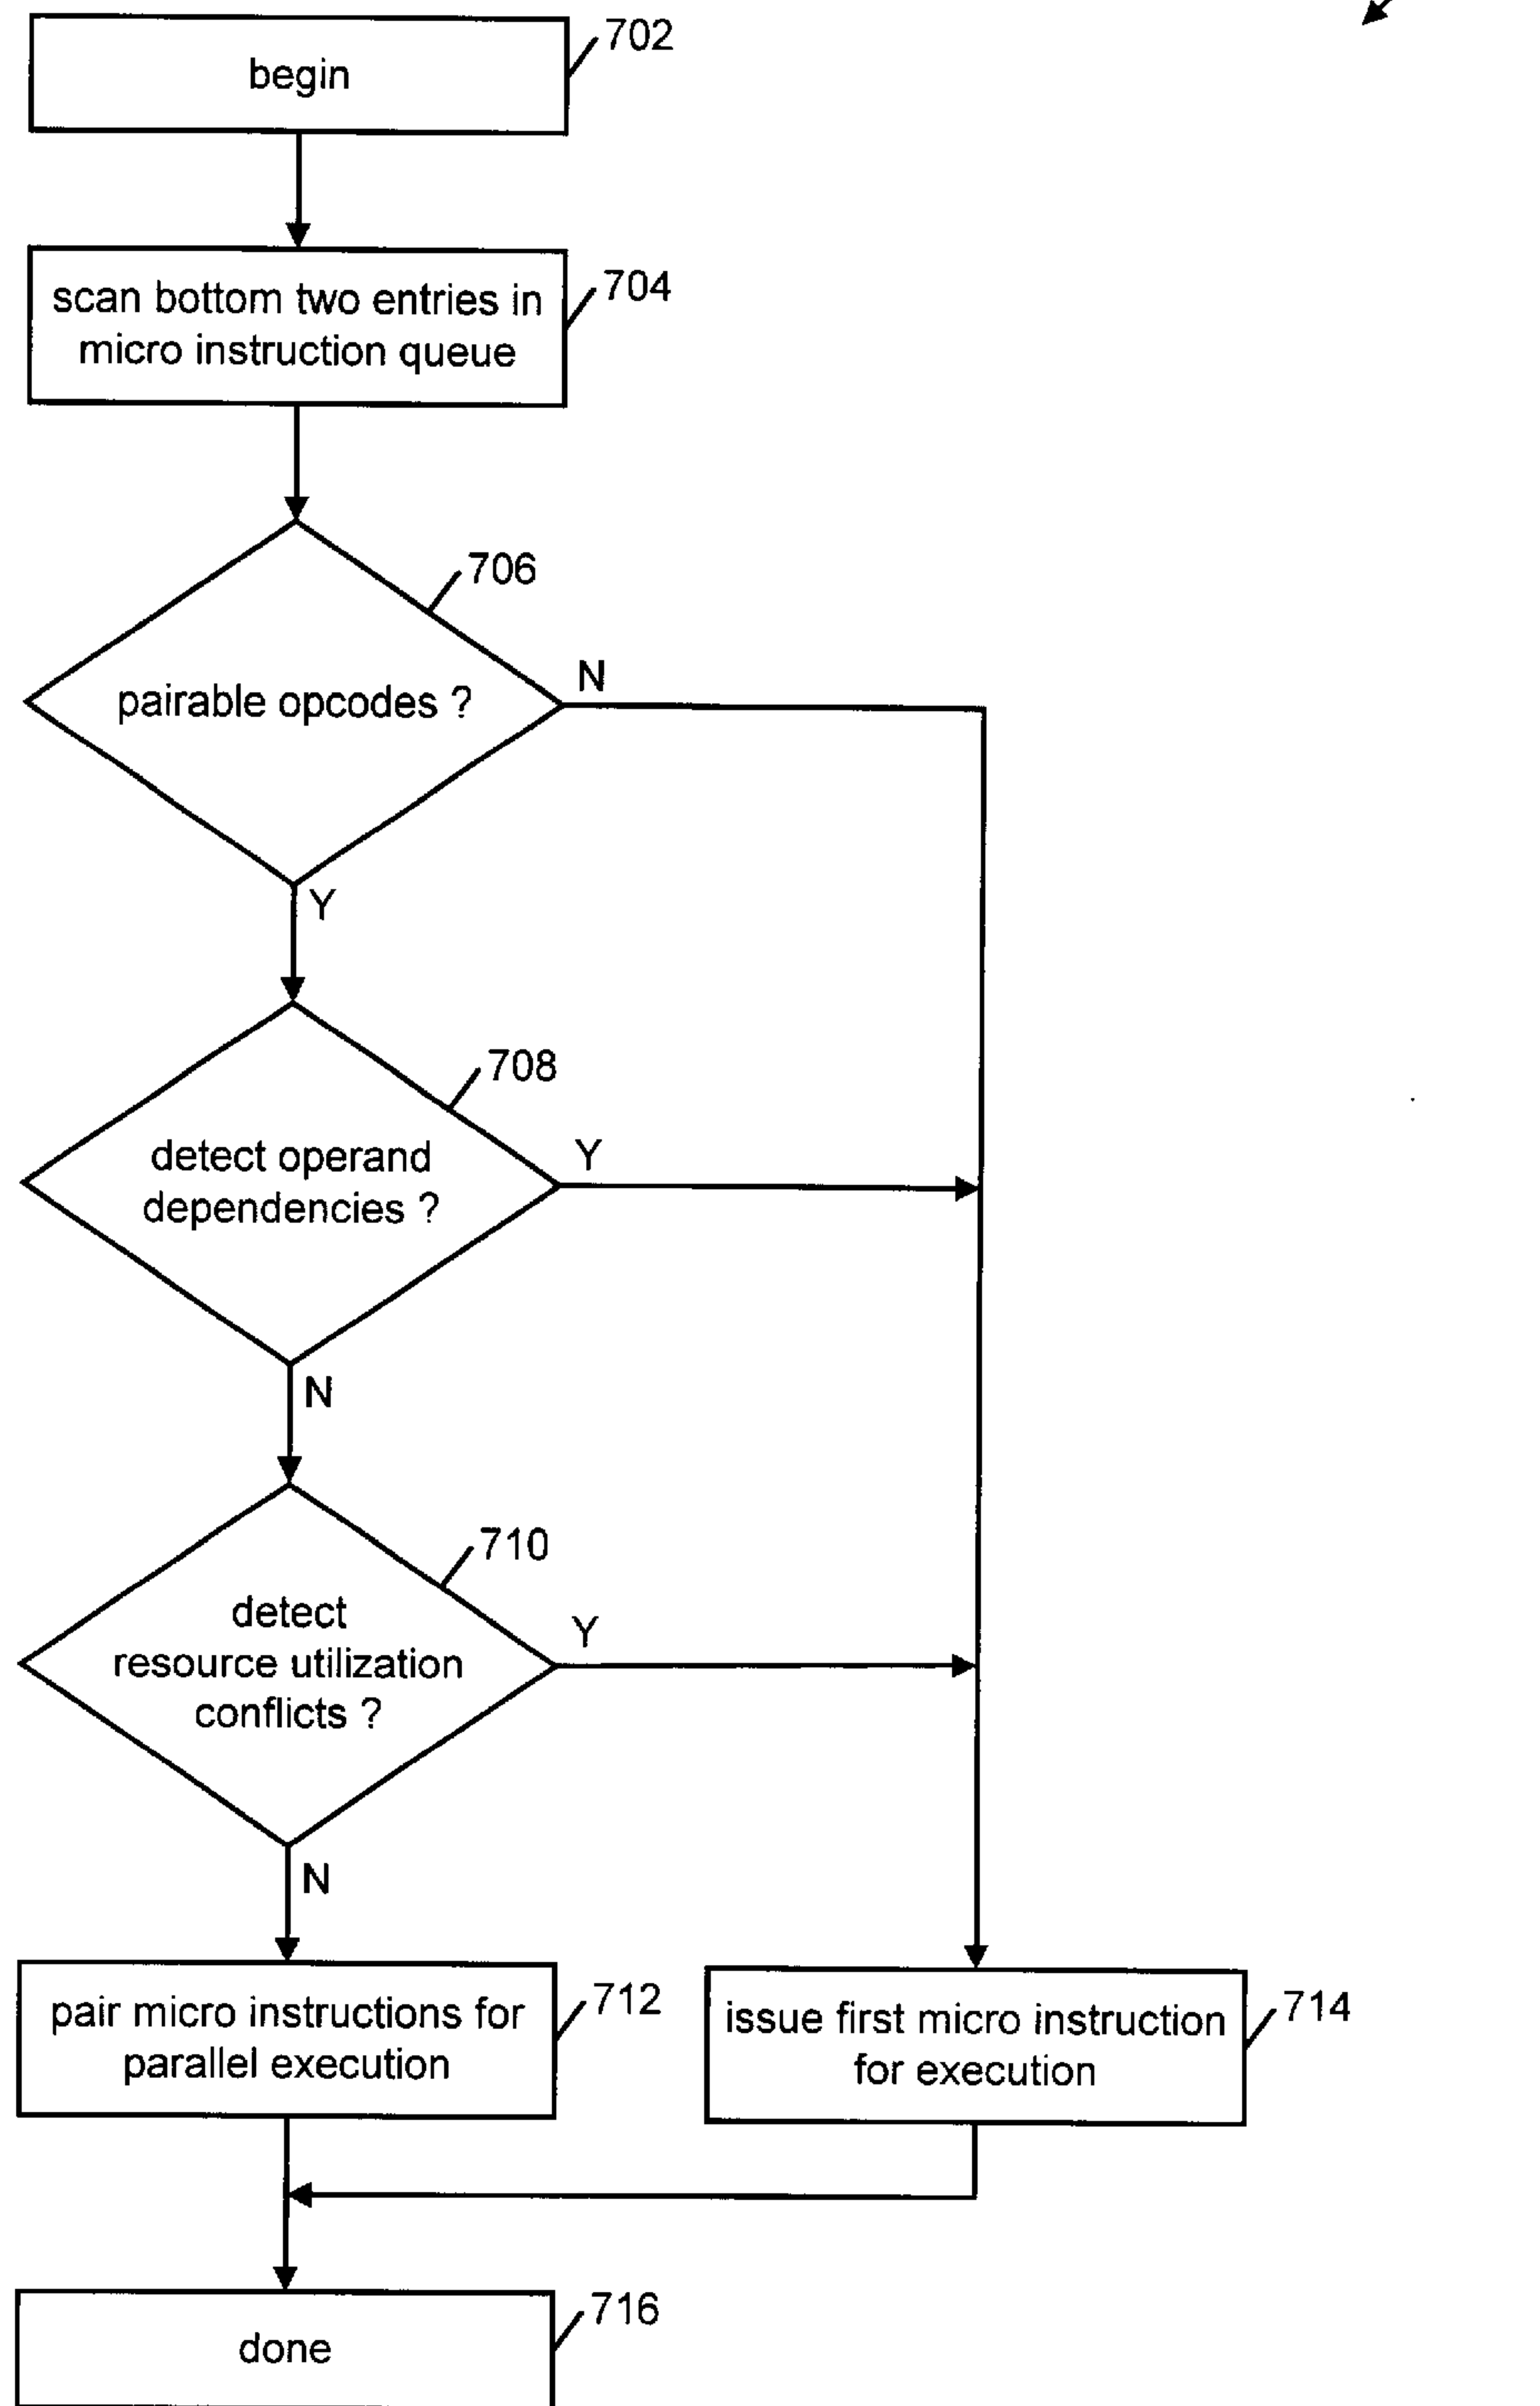 702
begin
704
scan bottom two entries in
micro instruction queue
706
pairable opcodes ?
N
Y
708
detect operand
dependencies ?
Y
N
710
detect
resource utilization
conflicts ?
Y
N
712
pair micro instructions for
parallel execution
714
issue first micro instruction
for execution
716
done